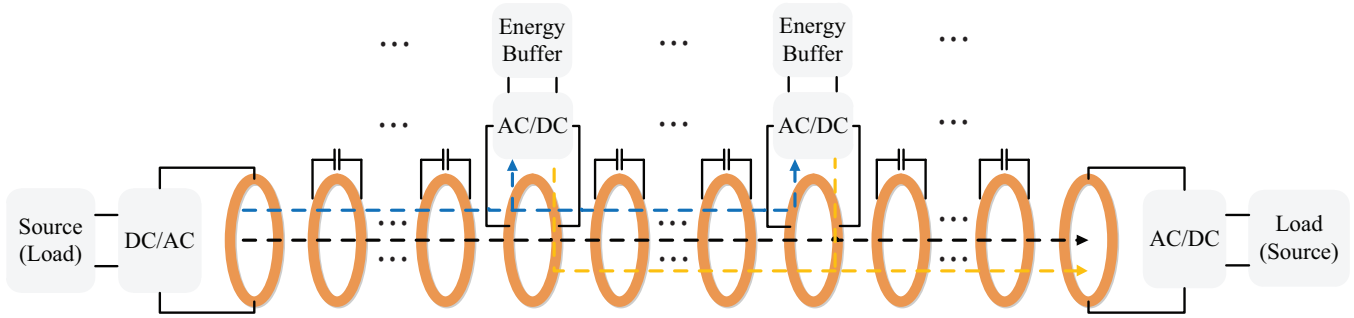 Energy
Buffer
Energy
Buffer
AC/DC
AC/DC
Source
(Load)
DC/AC
AC/DC
Load
(Source)